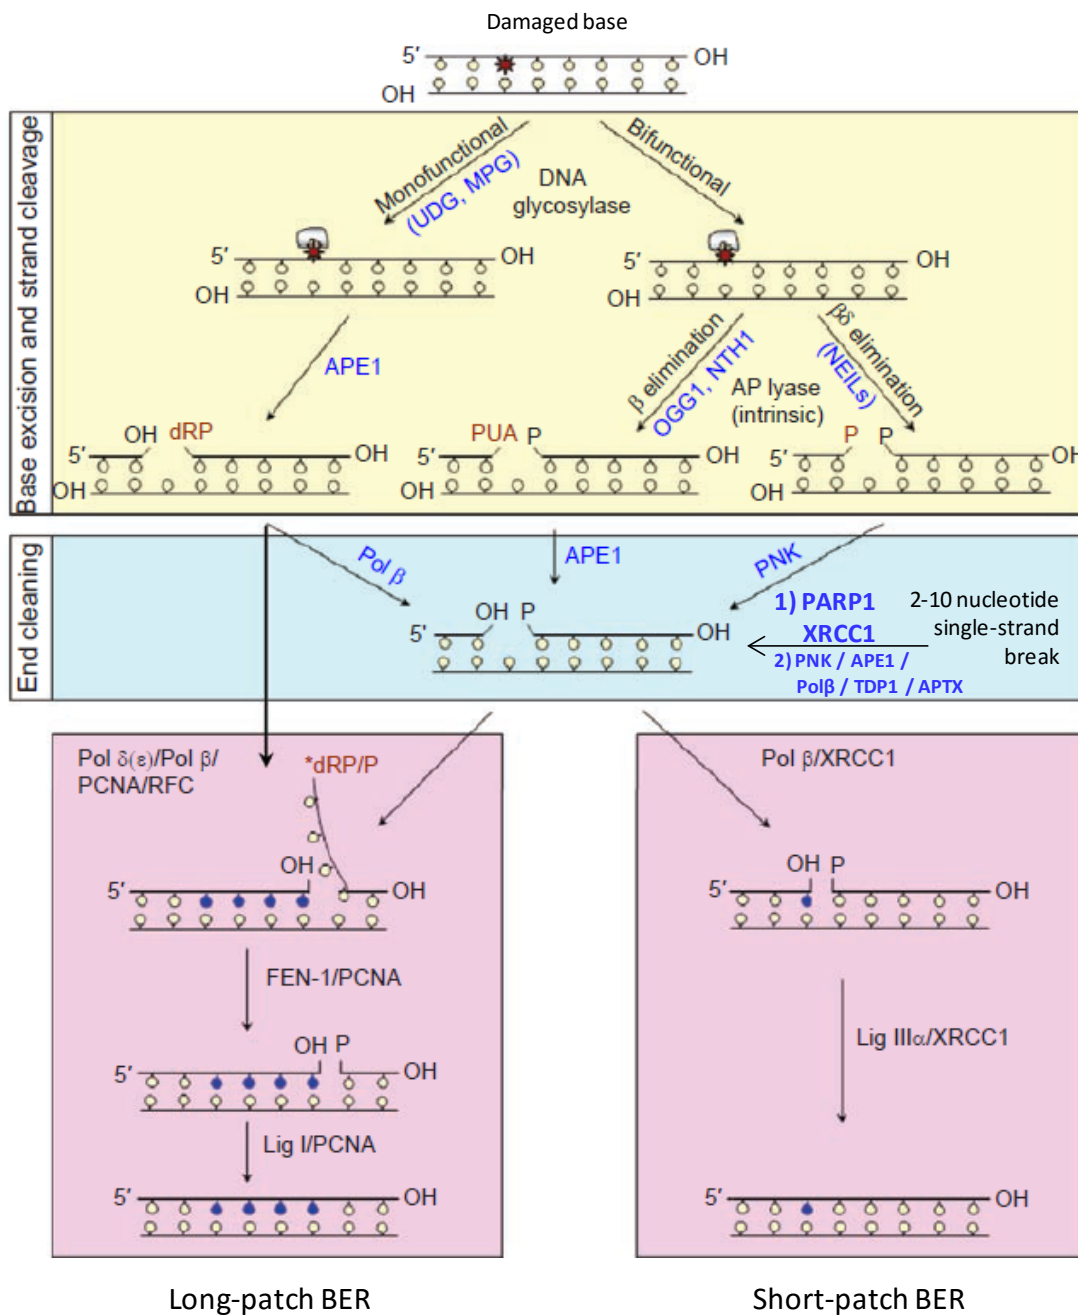 Damaged base
5′
OH
OH
Base excision and strand cleavage
Monofunctional
(UDG, MPG)
DNA
glycosylase
Bifunctional
5′
OH
OH
5′
OH
OH
APE1
β elimination
OGG1, NTH1
AP lyase
(intrinsic)
βδ elimination
(NEILs)
OH dRP
5′
OH
OH
PUA P
5′
OH
OH
P P
5′
OH
OH
End cleaning
Pol β
APE1
PNK
OH P
5′
OH
1) PARP1
XRCC1
2) PNK / APE1 /
Polβ / TDP1 / APTX
2-10 nucleotide
single-strand
break
Pol δ(ε)/Pol β/
PCNA/RFC
*dRP/P
OH
5′
OH
FEN-1/PCNA
OH P
5′
OH
Lig I/PCNA
5′
OH
Long-patch BER
Pol β/XRCC1
OH P
5′
OH
Lig IIIα/XRCC1
5′
OH
Short-patch BER